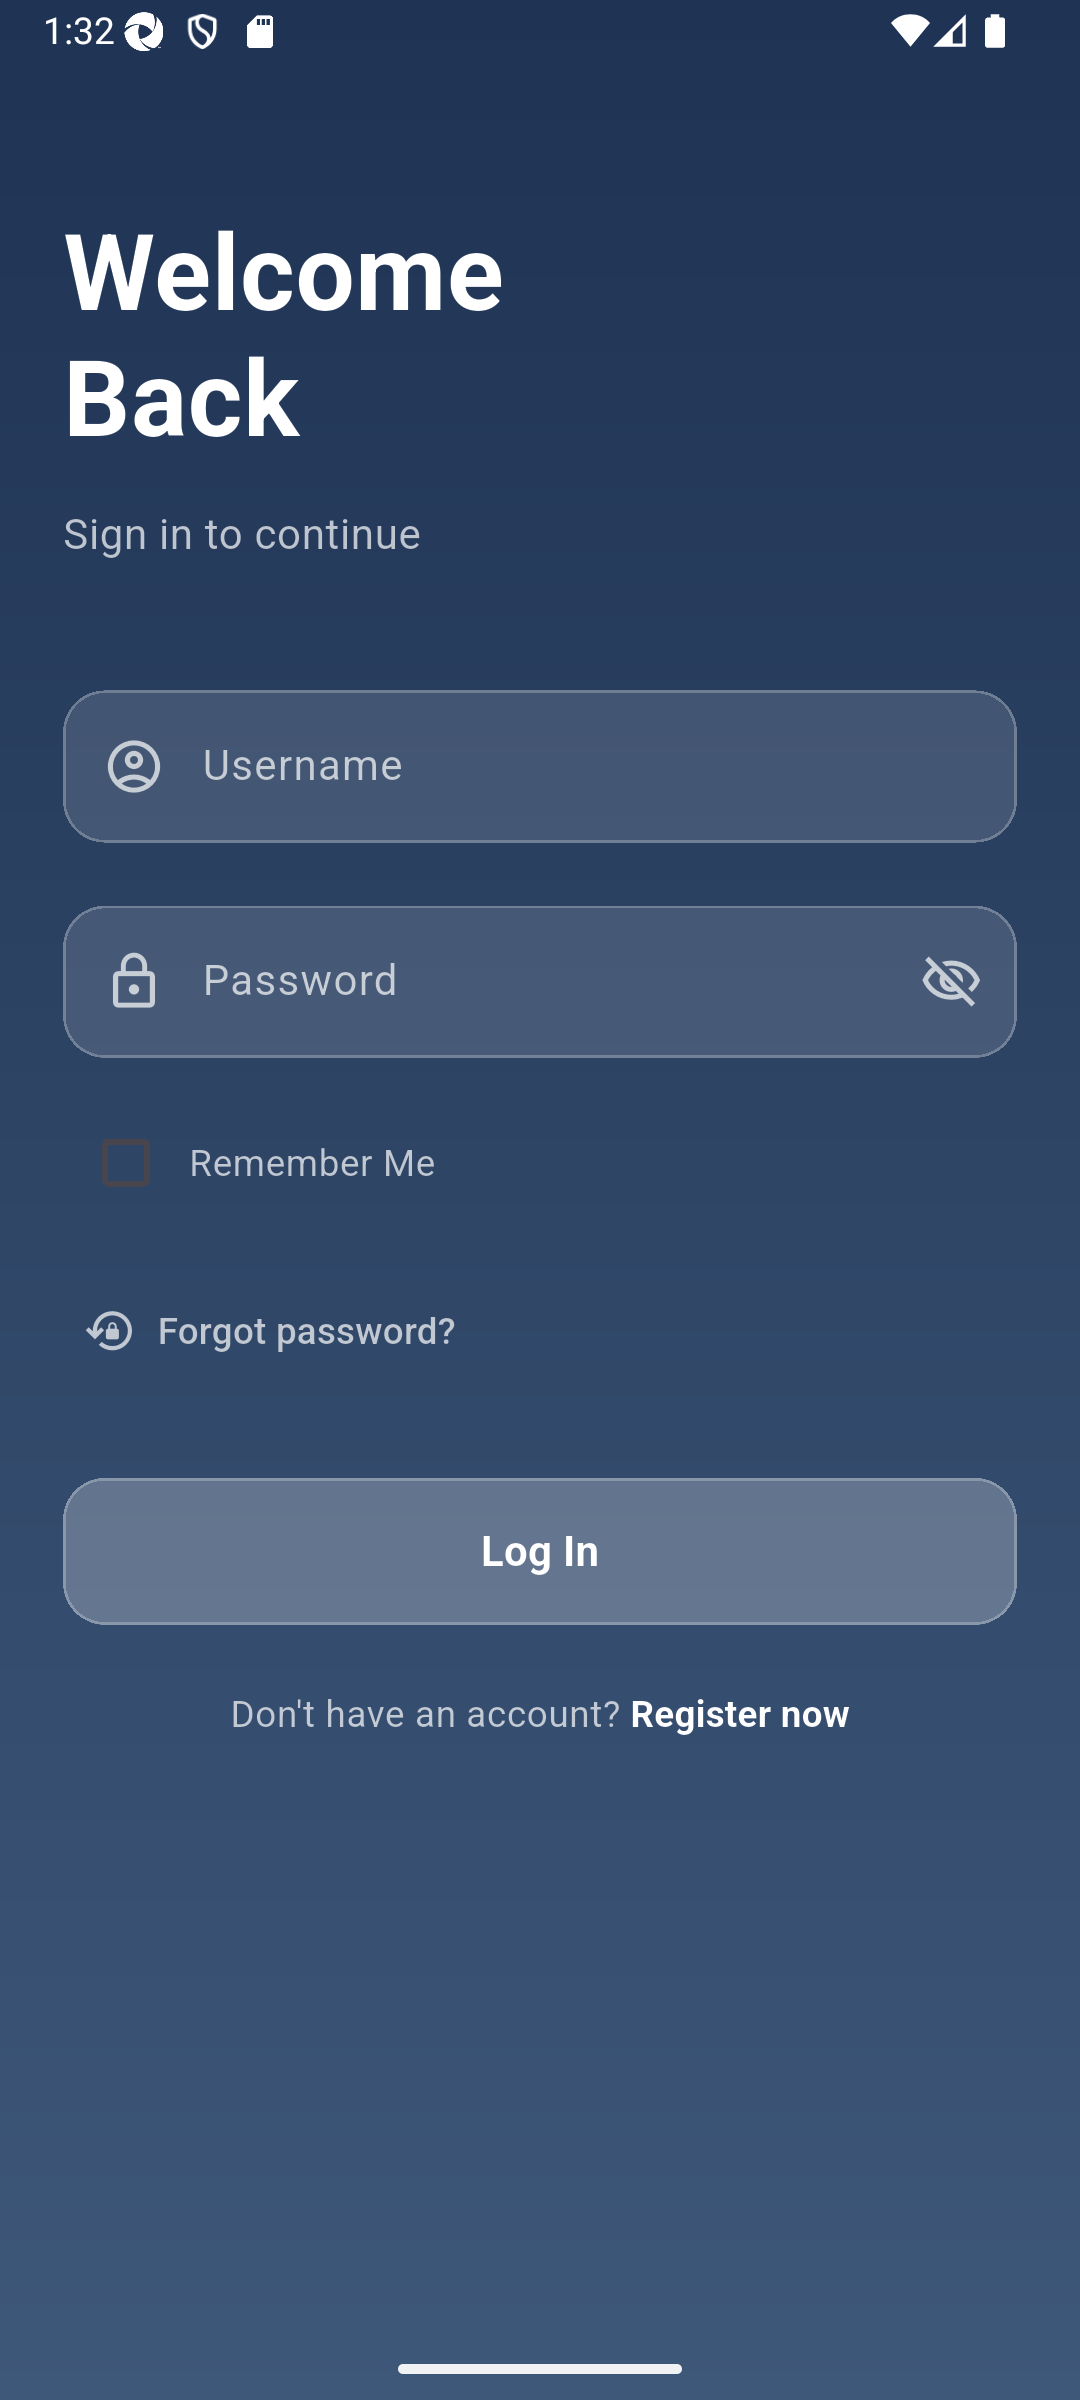 1:32
Welcome
Back
Sign in to continue
Username
Password
Remember Me
Forgot password?
Log In
Don't have an account? Register now